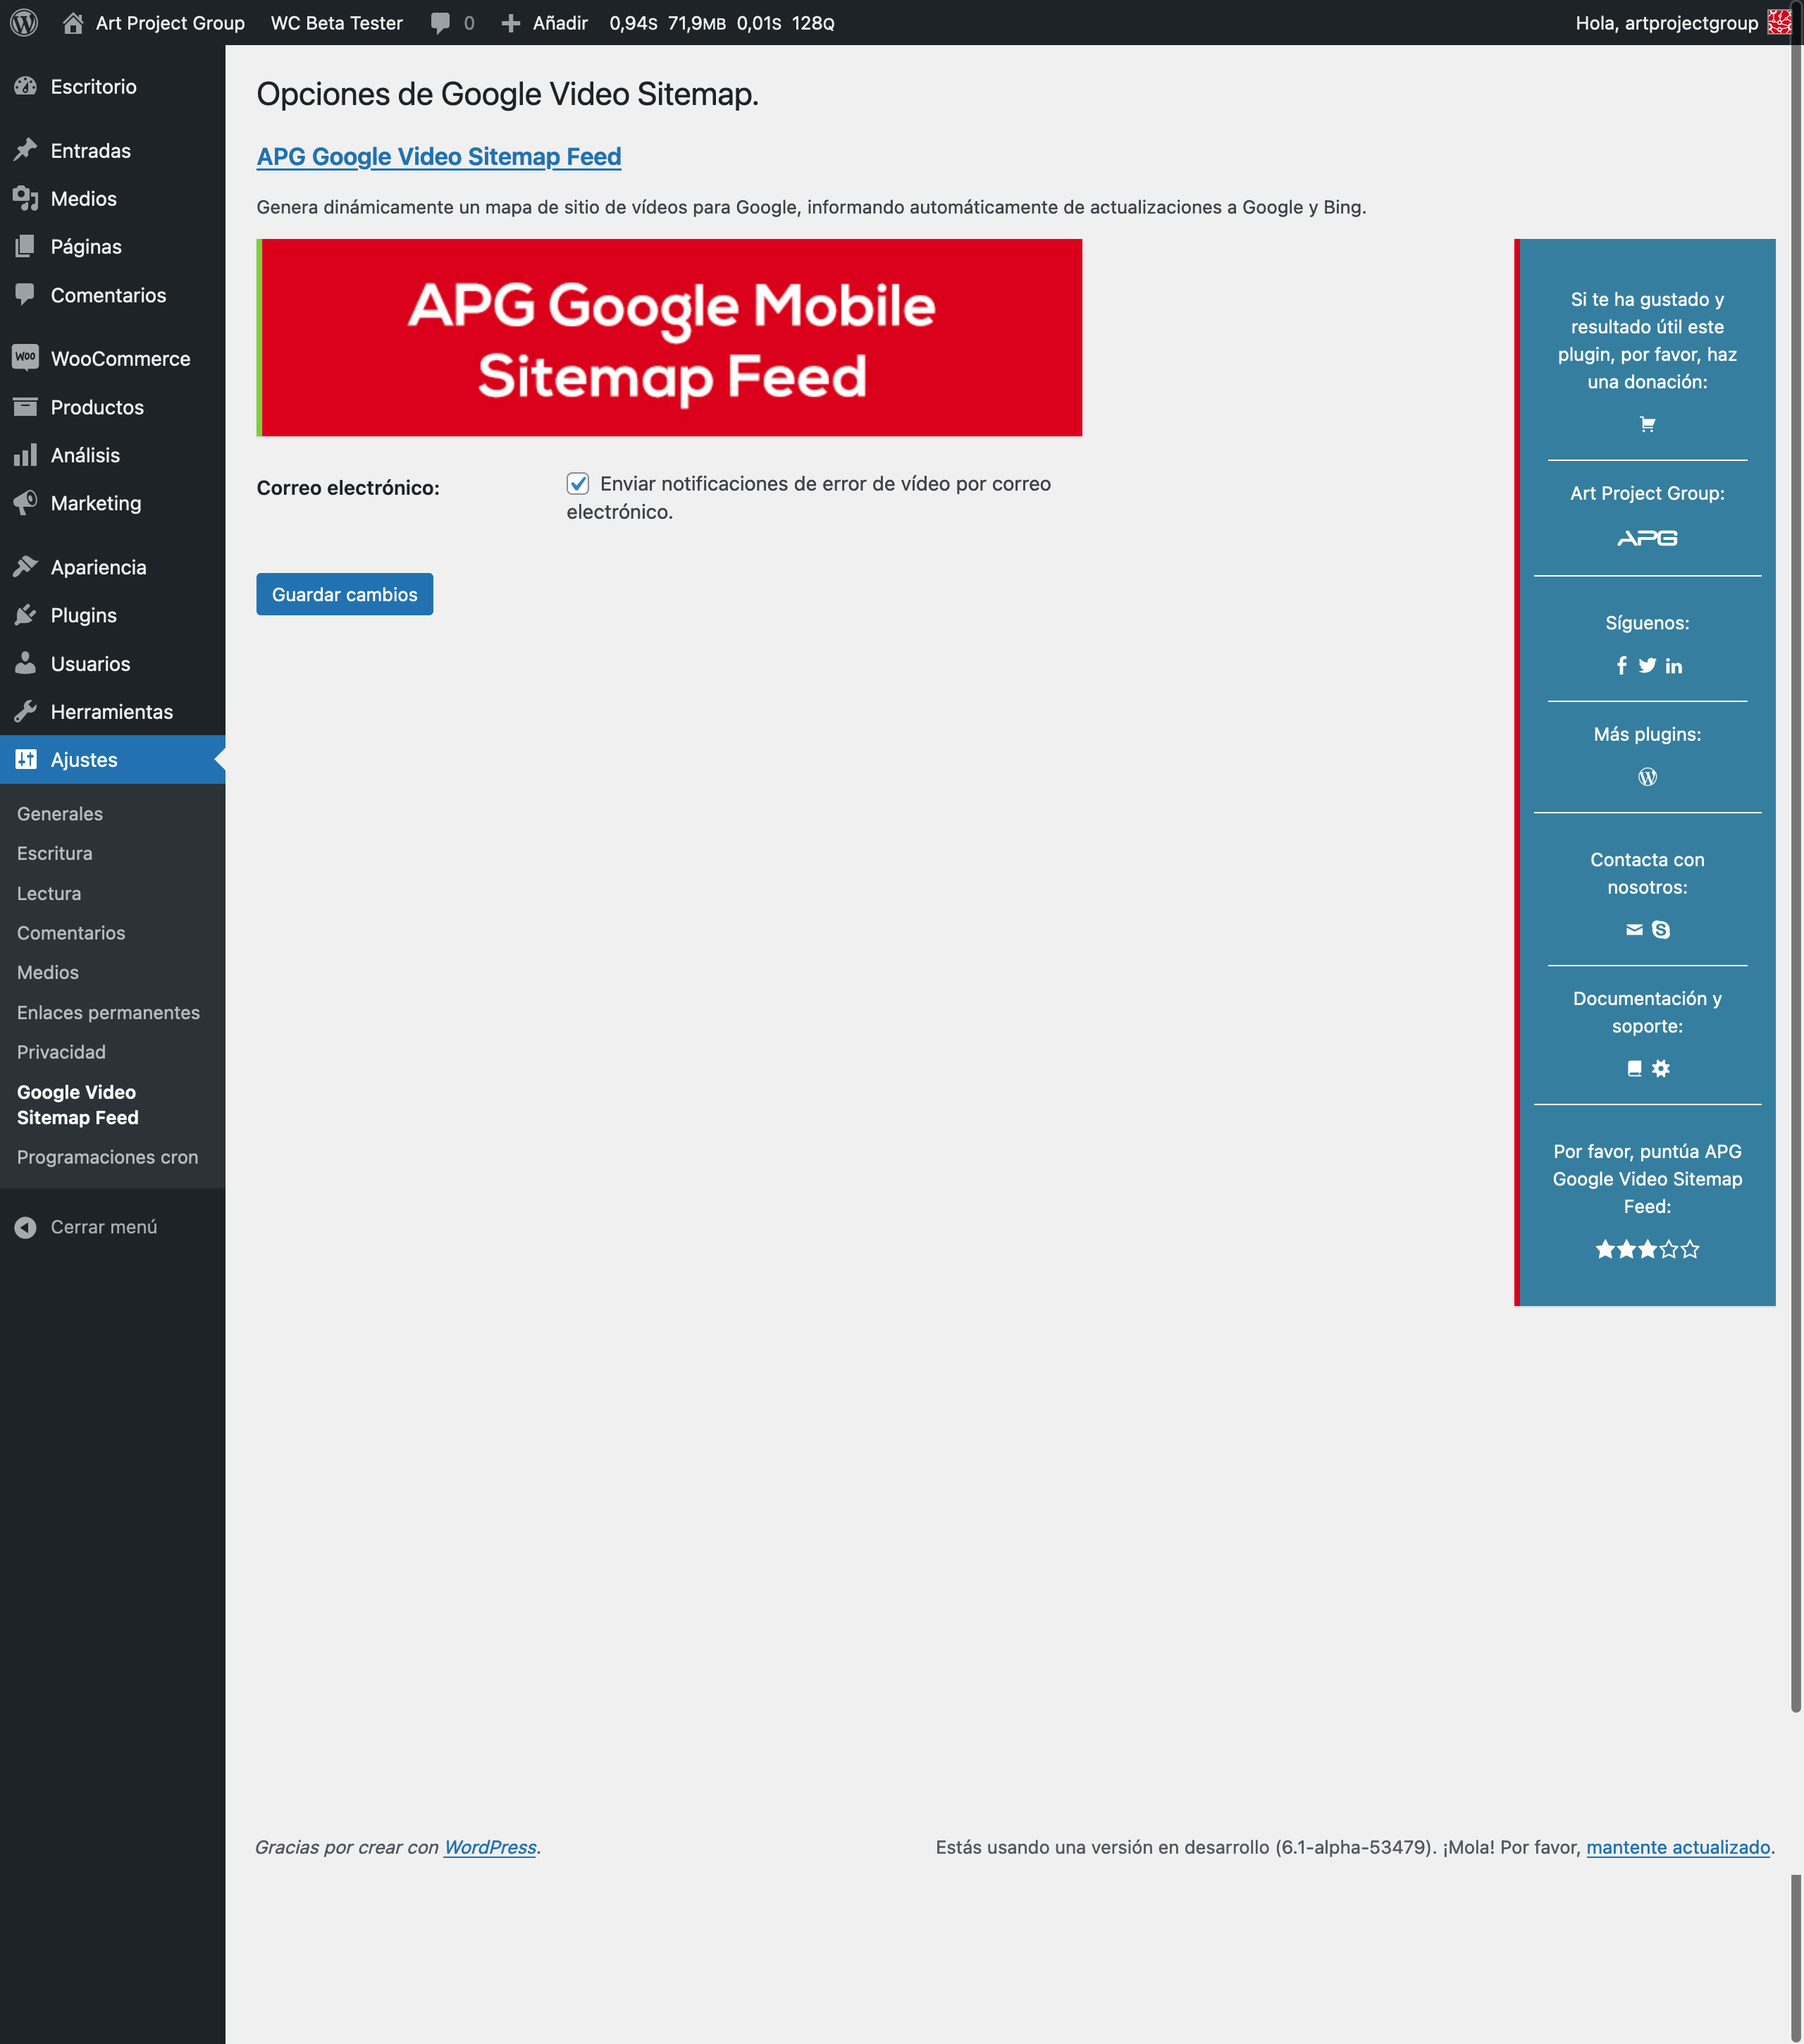 Art Project Group WC Beta Tester 0 Añadir 0,94s 71,9MB 0,01s 128Q Hola, artprojectgroup
Escritorio
Entradas
Medios
Páginas
Comentarios
WooCommerce
Productos
Análisis
Marketing
Apariencia
Plugins
Usuarios
Herramientas
Ajustes
Generales
Escritura
Lectura
Comentarios
Medios
Enlaces permanentes
Privacidad
Google Video
Sitemap Feed
Programaciones cron
Cerrar menú
Opciones de Google Video Sitemap.
APG Google Video Sitemap Feed
Genera dinámicamente un mapa de sitio de vídeos para Google, informando automáticamente de actualizaciones a Google y Bing.
APG Google Mobile
Sitemap Feed
Correo electrónico:
Enviar notificaciones de error de vídeo por correo
electrónico.
Guardar cambios
Si te ha gustado y
resultado útil este
plugin, por favor, haz
una donación:
Art Project Group:
APG
Síguenos:
Más plugins:
Contacta con
nosotros:
Documentación y
soporte:
Por favor, puntúa APG
Google Video Sitemap
Feed:
Gracias por crear con WordPress.
Estás usando una versión en desarrollo (6.1-alpha-53479). ¡Mola! Por favor, mantente actualizado.